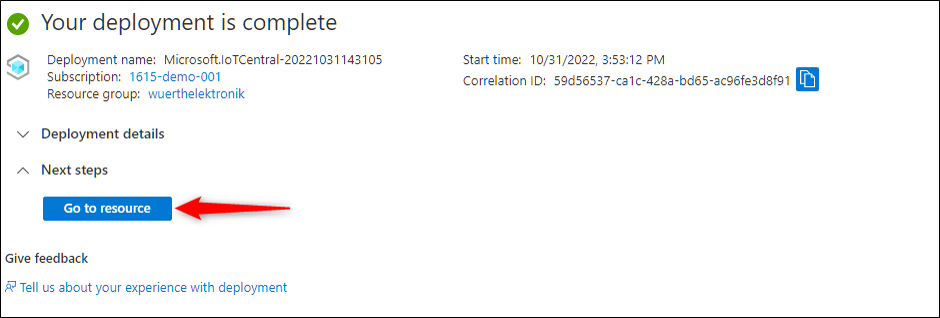 Your deployment is complete
Deployment name: Microsoft.IoTCentral-20221031143105
Start time: 10/31/2022, 3:53:12 PM
Subscription: 1615-demo-001
Correlation ID: 59d56537-ca1c-428a-bd65-ac96fe3d8f91
Resource group: wuerthelektronik
Deployment details
Next steps
Go to resource
Give feedback
Tell us about your experience with deployment